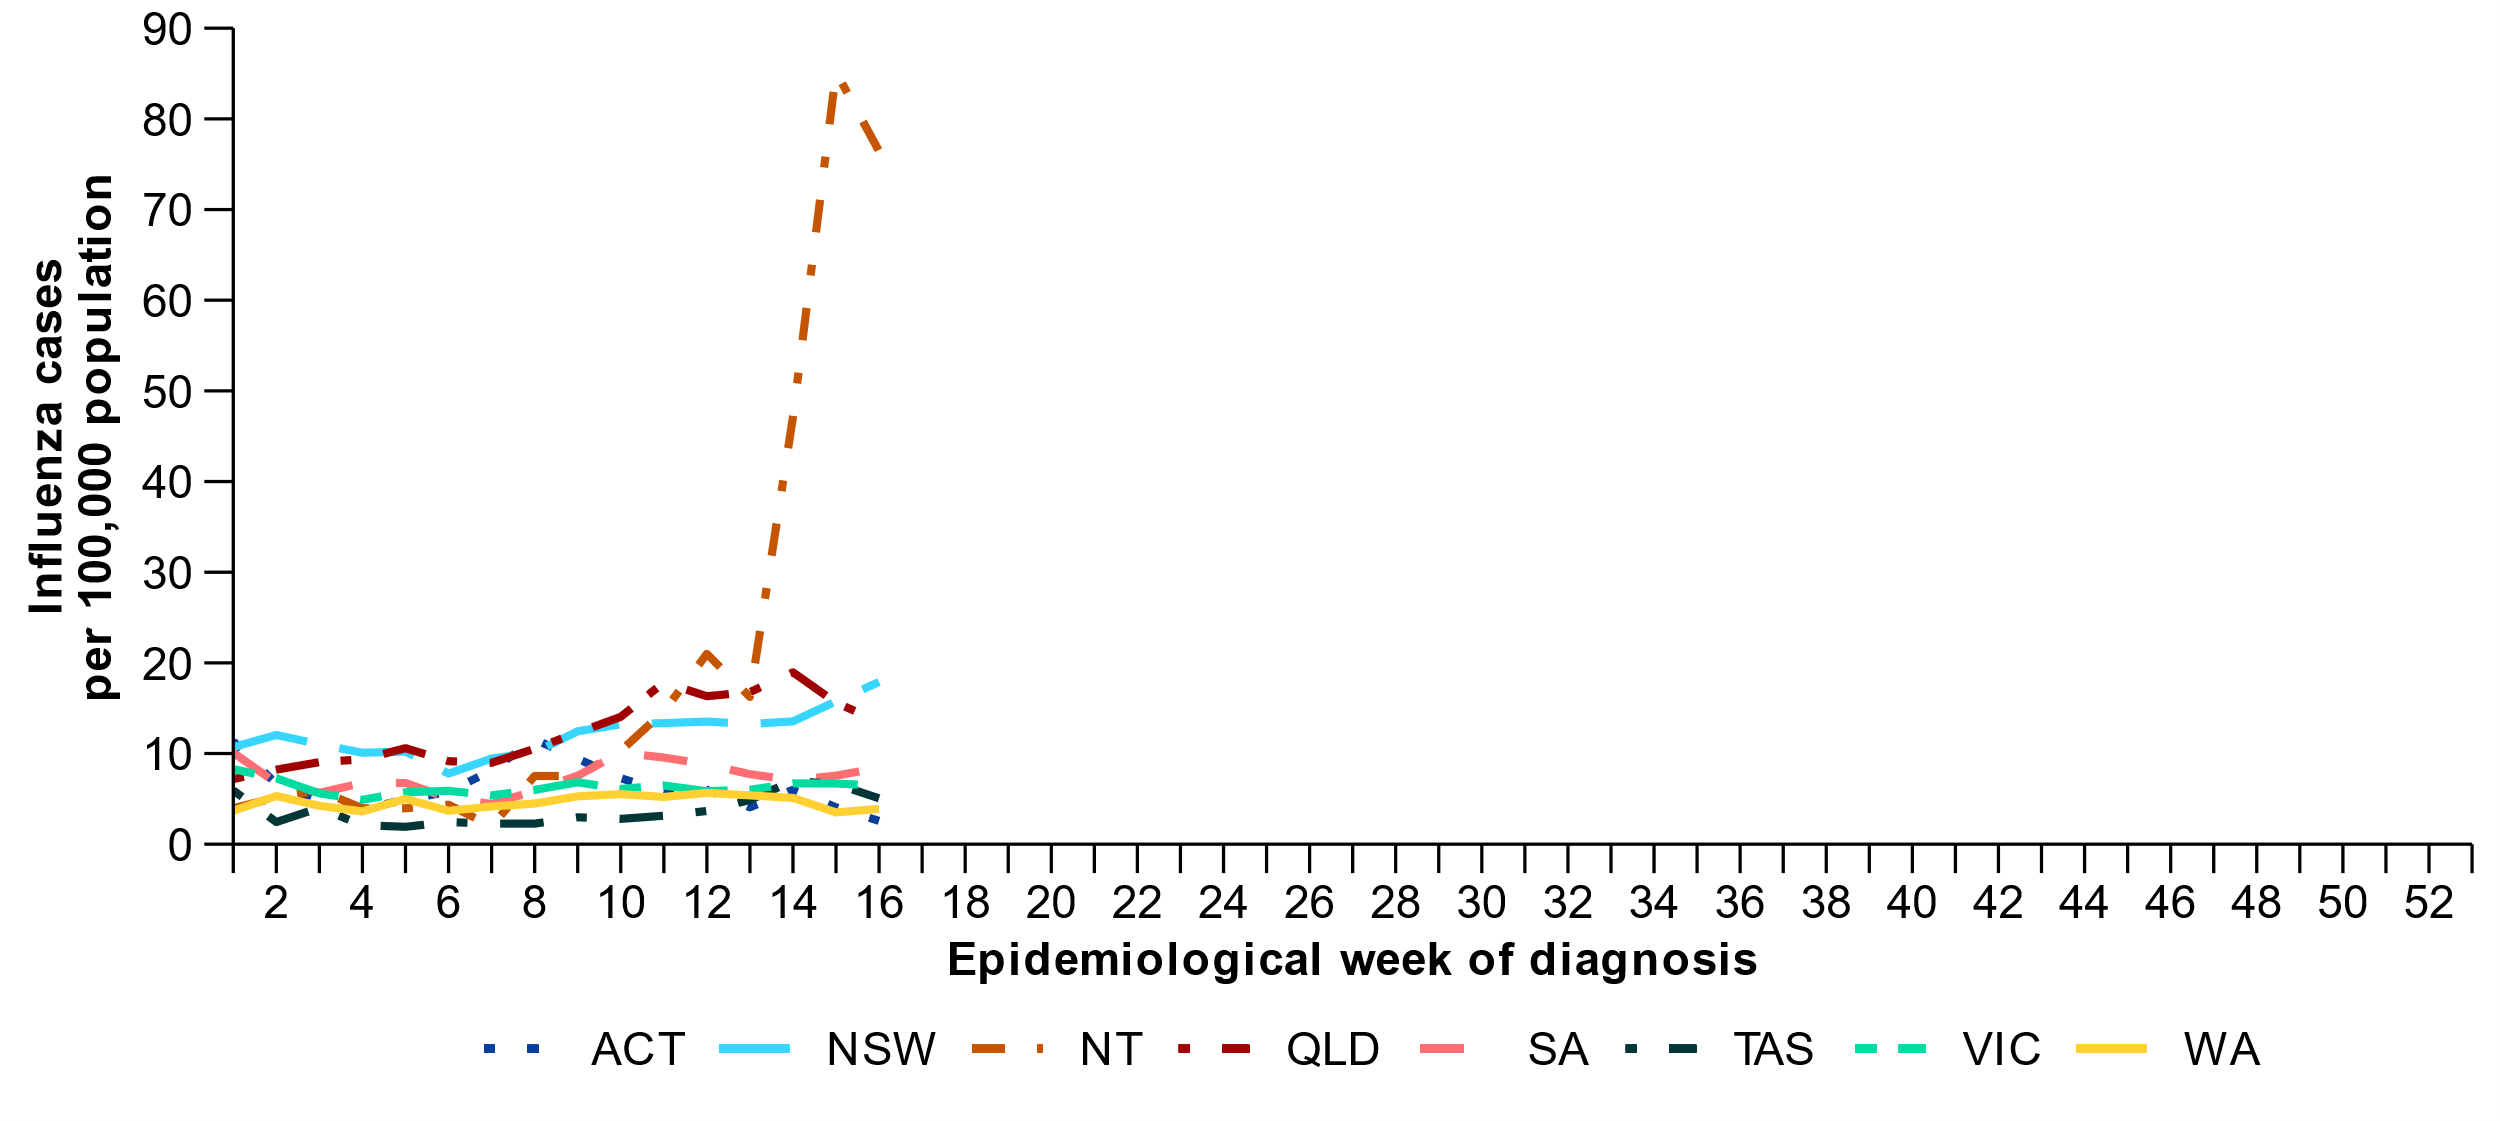 90
80
70
60
50
40
30
20
10
0
Influenza cases
per 100,000 population
2 4 6 8 10 12 14 16 18 20 22 24 26 28 30 32 34 36 38 40 42 44 46 48 50 52
Epidemiological week of diagnosis
ACT NSW NT QLD SA TAS VIC WA